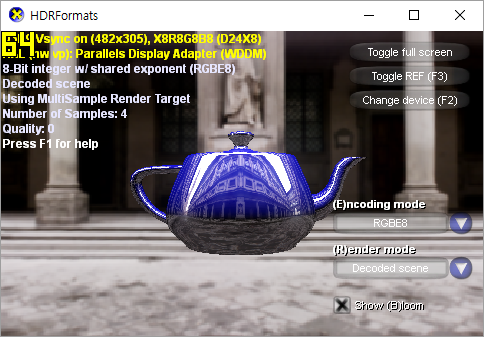 HDRFormats
64
Vsync on (482x305), X8R8G8B8 (D24X8)
vp): Parallels Display Adapter (WDDM)
8-Bit integer w/ shared exponent (RGBE8)
Decoded scene
Using MultiSample Render Target
Number of Samples: 4
Quality: 0
Press F1 for help
Toggle full screen
Toggle REF (F3)
Change device (F2)
(E)ncoding mode
RGBE8
(R)ender mode
Decoded scene
Show (B)loom